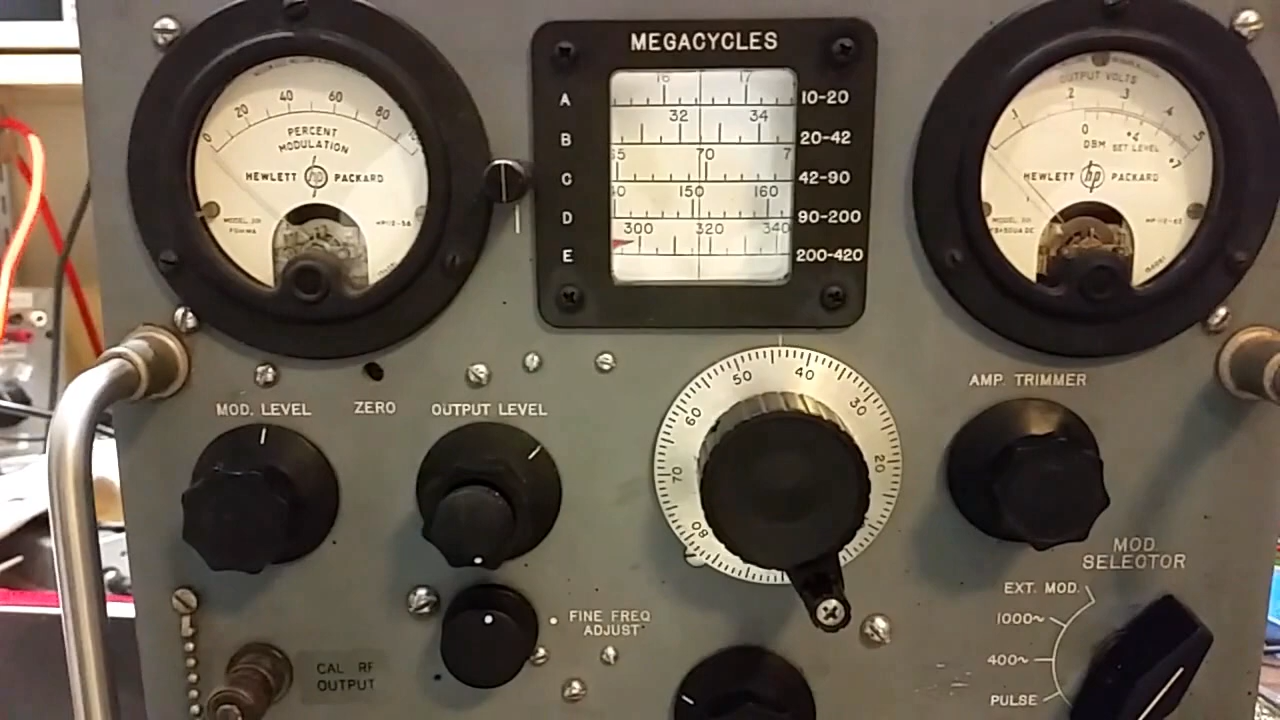 0 20 40 60 80
PERCENT
MODULATION
HEWLETT hp PACKARD
MEGACYCLES
16 17
A 10-20
32 34
B 20-42
70
C 42-90
150 160
D 90-200
300 320 340
E 200-420
OUTPUT VOLTS
.1 .2 .3 .4 .5
0 +4 +7
DBM SET LEVEL
HEWLETT hp PACKARD
MOD. LEVEL
ZERO
OUTPUT LEVEL
80 70 60 50 40 30 20
AMP. TRIMMER
FINE FREQ
ADJUST
CAL RF
OUTPUT
MOD.
SELECTOR
EXT. MOD.
1000~
400~
PULSE